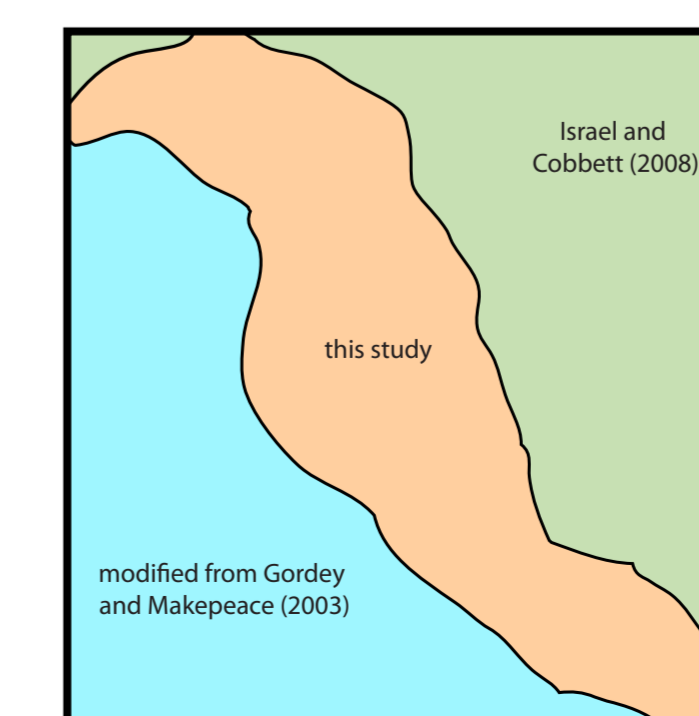 Israel and
Cobbett (2008)
this study
modified from Gordey
and Makepeace (2003)